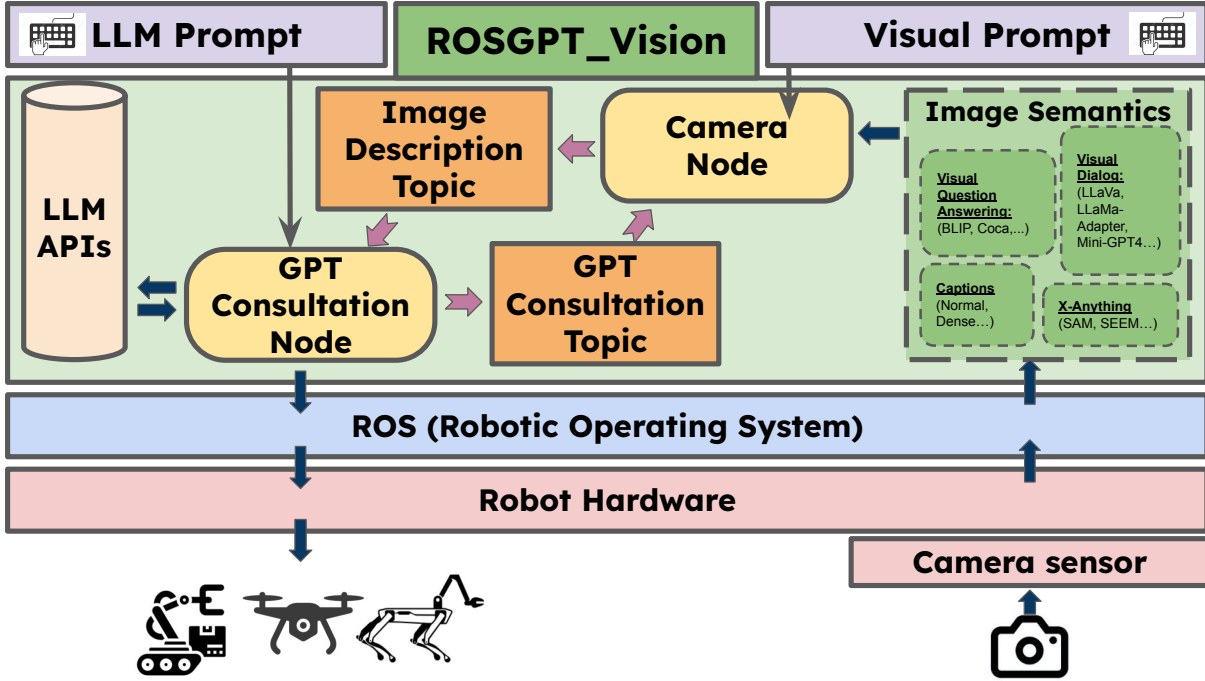 LLM Prompt
ROSGPT_Vision
Visual Prompt
LLM
APIs
Image
Description
Topic
Camera
Node
GPT
Consultation
Node
GPT
Consultation
Topic
Image Semantics
Visual
Question
Answering:
(BLIP, Coca,...)
Visual
Dialog:
(LLaVa,
LLaMa-
Adapter,
Mini-GPT4...)
Captions
(Normal,
Dense...)
X-Anything
(SAM, SEEM...)
ROS (Robotic Operating System)
Robot Hardware
Camera sensor